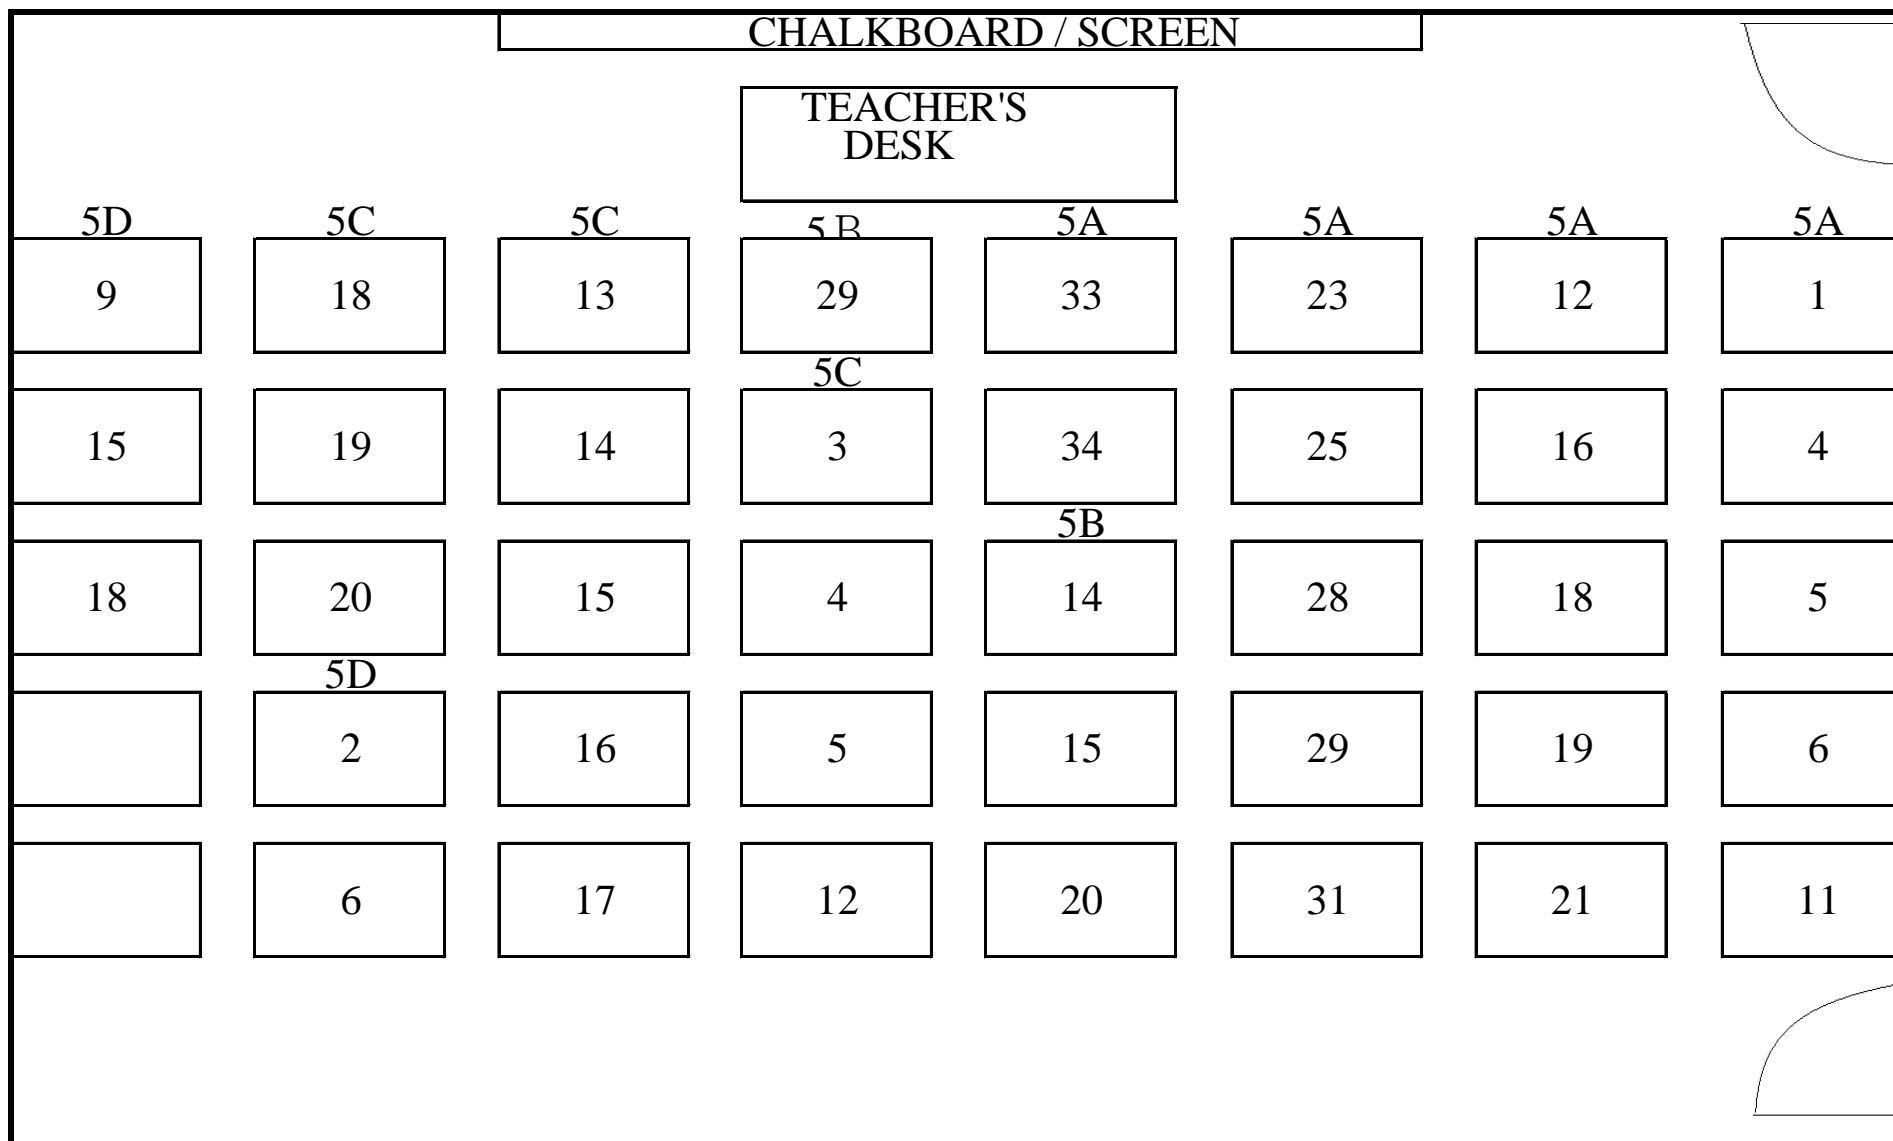 CHALKBOARD / SCREEN
TEACHER'S
DESK
5D 5C 5C 5B 5A 5A 5A 5A
9 18 13 29 33 23 12 1
5C
15 19 14 3 34 25 16 4
5B
18 20 15 4 14 28 18 5
5D
2 16 5 15 29 19 6
6 17 12 20 31 21 11